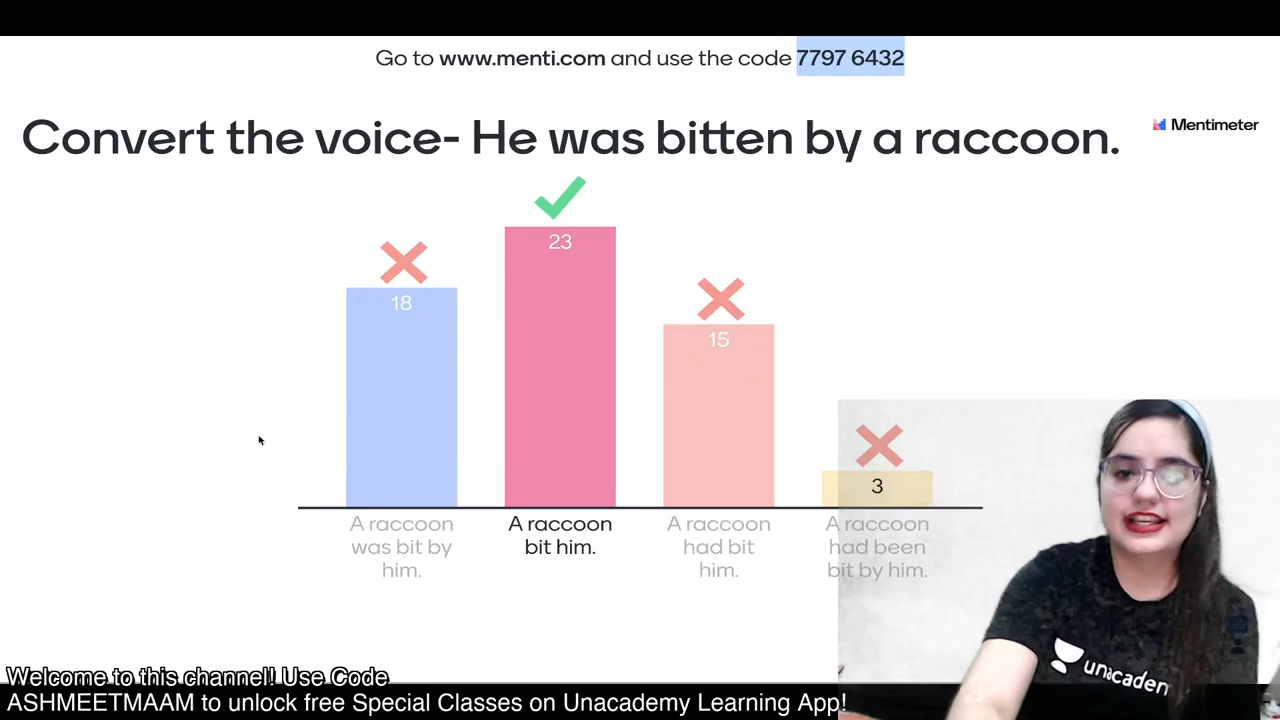 Go to www.menti.com and use the code 7797 6432
Convert the voice- He was bitten by a raccoon.
Mentimeter
18
23
15
3
A raccoon
was bit by
him.
A raccoon
bit him.
A raccoon
had bit
him.
A raccoon
had been
bit by him.
unacadem
Welcome to this channel! Use Code
ASHMEETMAAM to unlock free Special Classes on Unacademy Learning App!